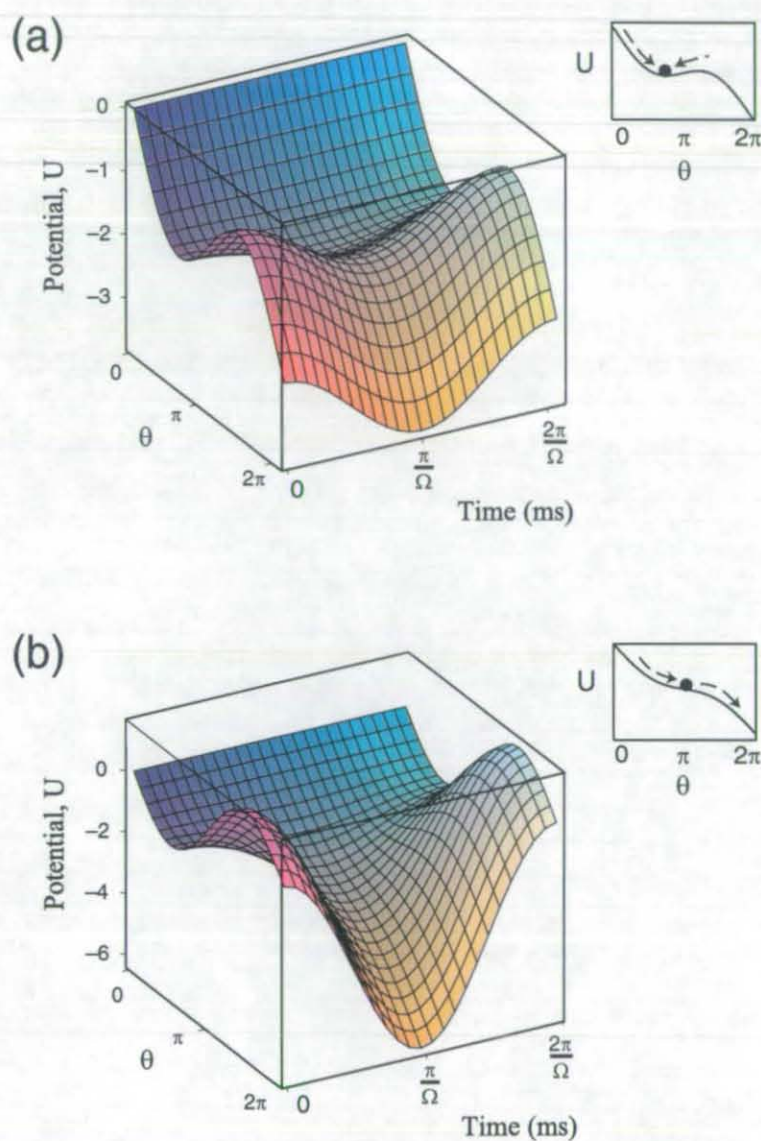 (a)
U
0 π 2π
θ
Potential, U
0
−1
−2
−3
0
π
2π
θ
0
π/Ω
2π/Ω
Time (ms)
(b)
U
0 π 2π
θ
Potential, U
0
−2
−4
−6
0
π
2π
θ
0
π/Ω
2π/Ω
Time (ms)